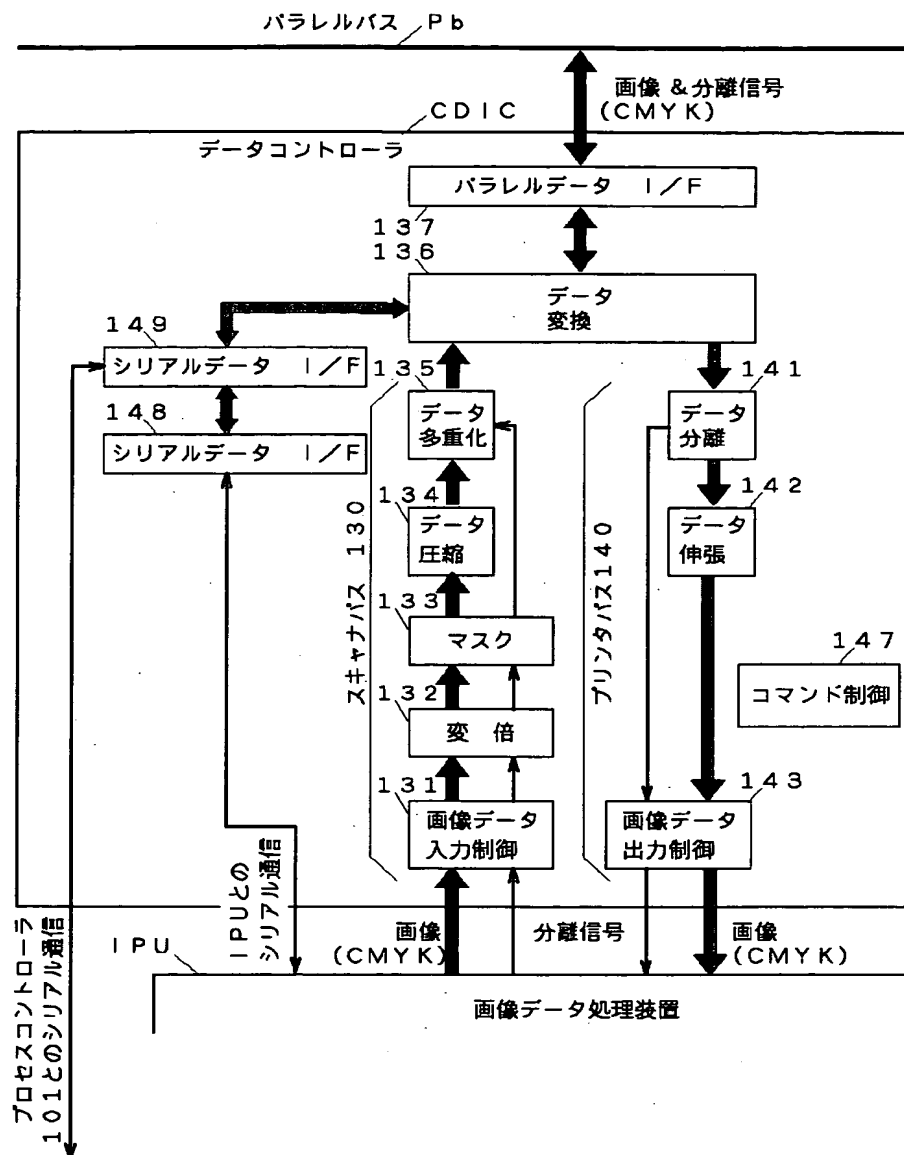 パラレルバス Pb
画像 &分離信号
(CMYK)
CDIC
データコントローラ
パラレルデータ I/F
137
136
データ
変換
149
シリアルデータ I/F
148
シリアルデータ I/F
135
データ
多重化
141
データ
分離
134
データ
圧縮
142
データ
伸張
スキャナパス 130
プリンタパス140
133
マスク
147
コマンド制御
132
変 倍
131
画像データ
入力制御
143
画像データ
出力制御
IPUとの
シリアル通信
プロセスコントローラ
101とのシリアル通信
IPU
画像
(CMYK)
分離信号
画像
(CMYK)
画像データ処理装置